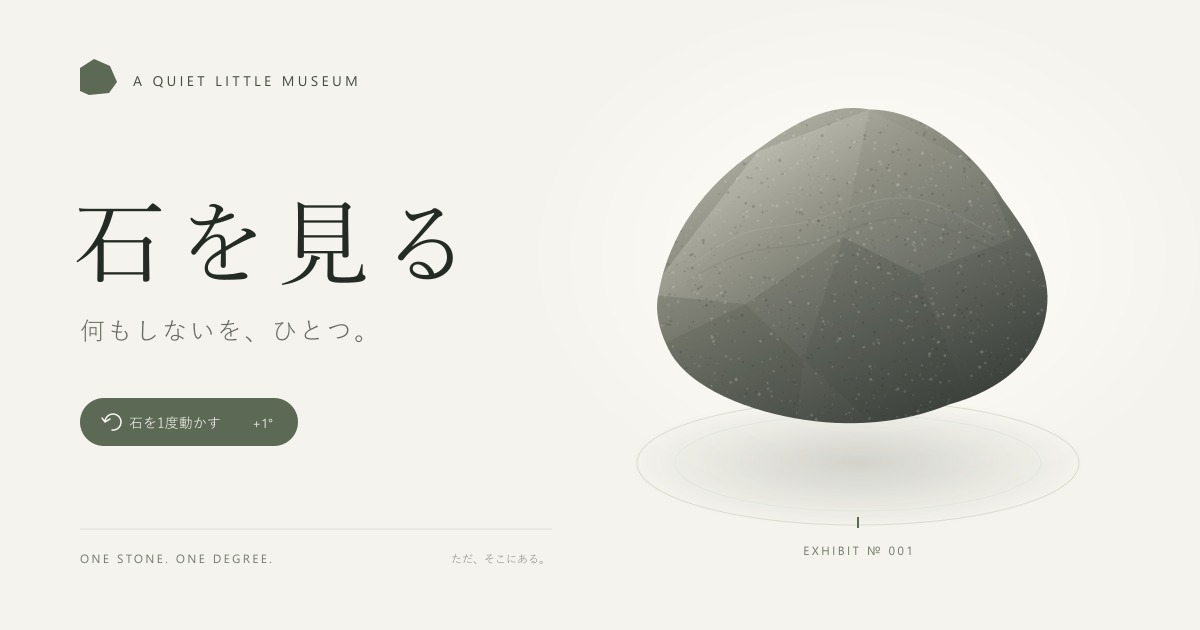 A QUIET LITTLE MUSEUM
石を見る
何もしないを、ひとつ。
石を1度動かす +1°
ONE STONE. ONE DEGREE.
ただ、そこにある。
EXHIBIT № 001